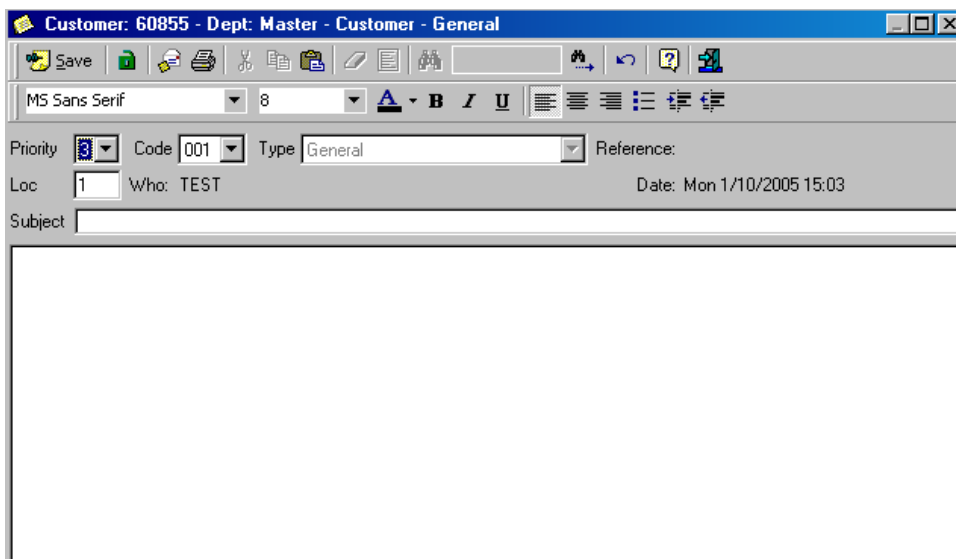 Customer: 60855 - Dept: Master - Customer - General
Save
MS Sans Serif 8 A B I U
Priority 3 Code 001 Type General Reference:
Loc 1 Who: TEST Date: Mon 1/10/2005 15:03
Subject